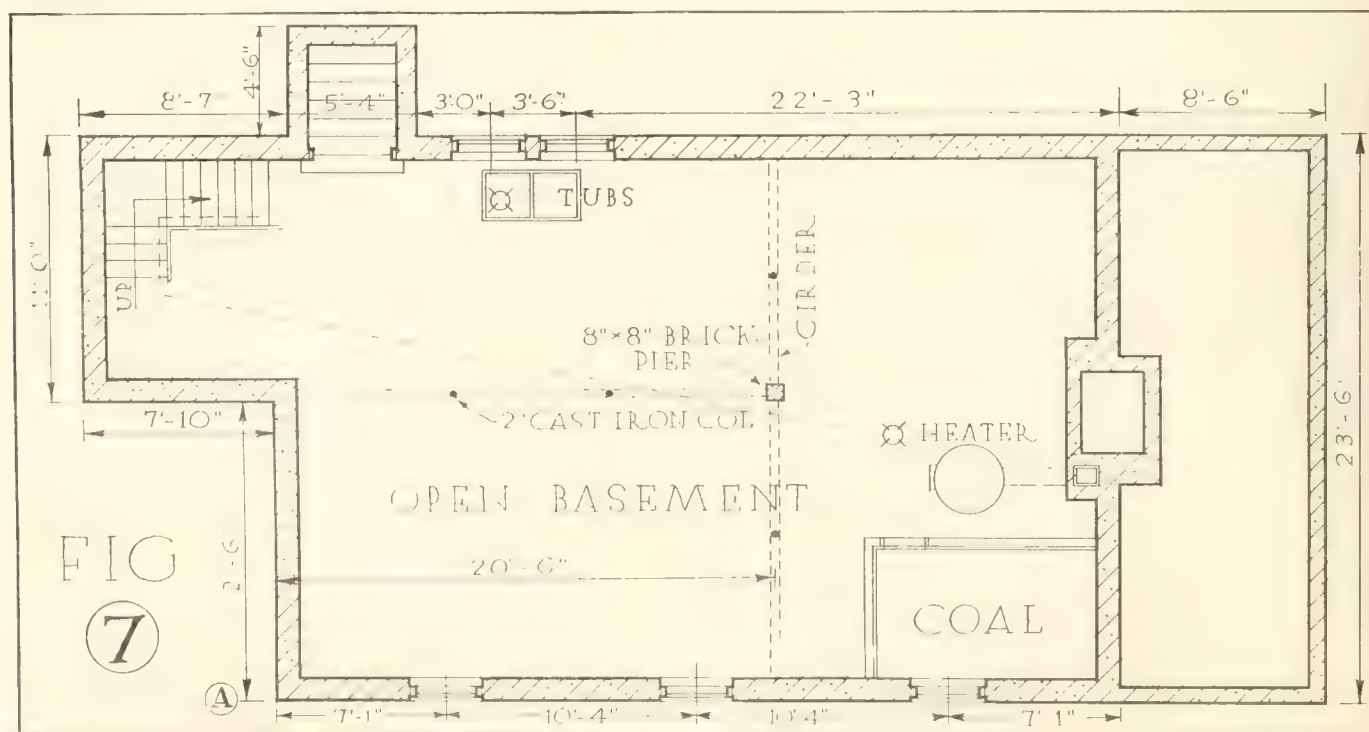 4'-6"
8'-7
5'-4"
3'0"
3'-6"
22'-3"
8'-6"
TUBS
UP
GIRDER
8"×8" BRICK
PIER
7'-10"
2" CAST IRON COL
HEATER
23'-6"
OPEN BASEMENT
FIG
7
20'-6"
COAL
A
7'-1"
10'-4"
10'4"
7'1"